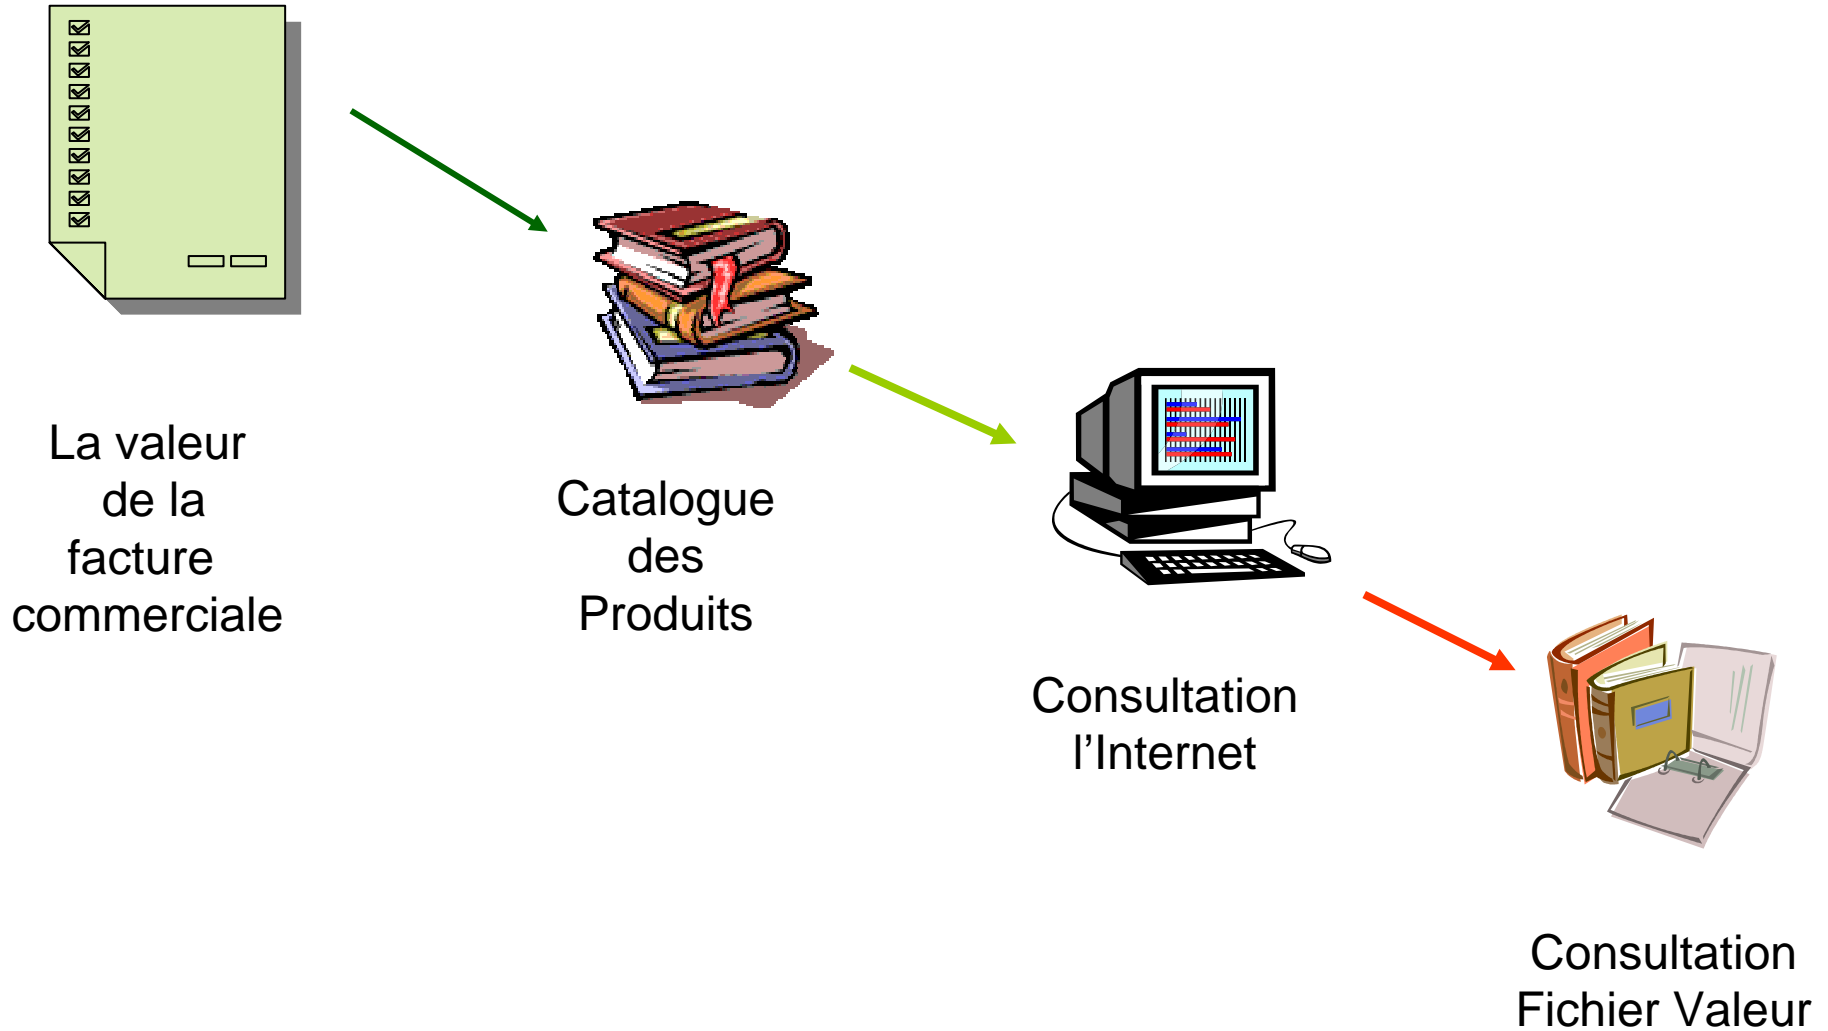 La valeur
de la
facture
commerciale
Catalogue
des
Produits
Consultation
l’Internet
Consultation
Fichier Valeur